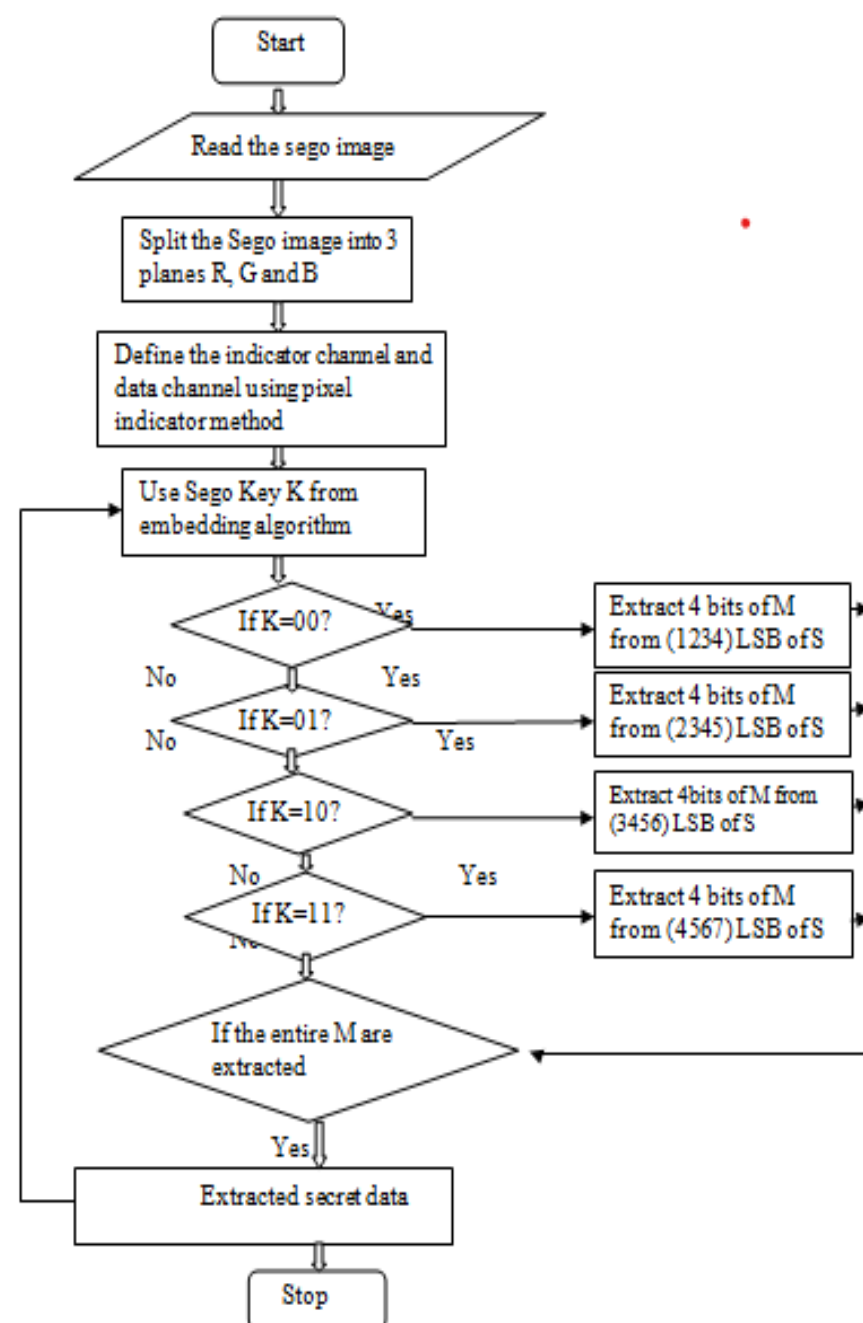 Start
Read the sego image
Split the Sego image into 3
planes R, G and B
Define the indicator channel and
data channel using pixel
indicator method
Use Sego Key K from
embedding algorithm
If K=00?
Yes
Extract 4 bits of M
from (1234) LSB of S
No
Yes
If K=01?
Extract 4 bits of M
from (2345) LSB of S
No
Yes
If K=10?
Extract 4bits of M from
(3456) LSB of S
No
Yes
If K=11?
Extract 4 bits of M
from (4567) LSB of S
No
If the entire M are
extracted
Yes
Extracted secret data
Stop